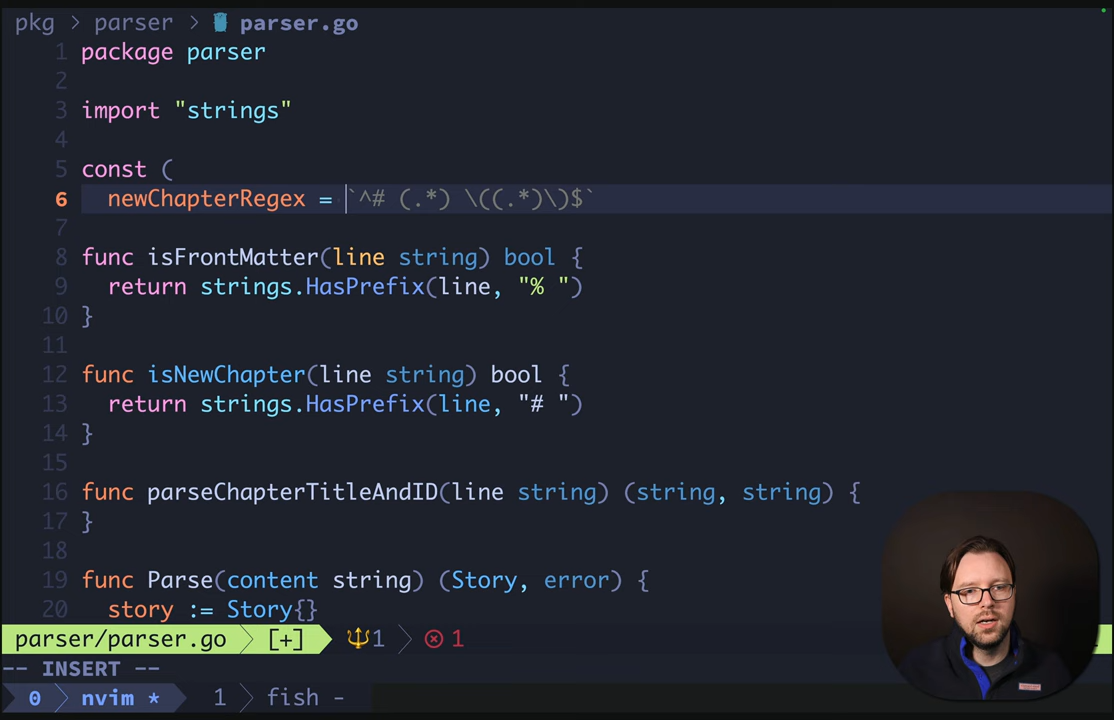 pkg > parser > parser.go
1 package parser
2
3 import "strings"
4
5 const (
6 newChapterRegex = `^# (.*) \((.*)\)$`
7
8 func isFrontMatter(line string) bool {
9 return strings.HasPrefix(line, "% ")
10 }
11
12 func isNewChapter(line string) bool {
13 return strings.HasPrefix(line, "# ")
14 }
15
16 func parseChapterTitleAndID(line string) (string, string) {
17 }
18
19 func Parse(content string) (Story, error) {
20 story := Story{}
parser/parser.go > [+] 1 > 1
-- INSERT --
0 > nvim * 1 > fish -